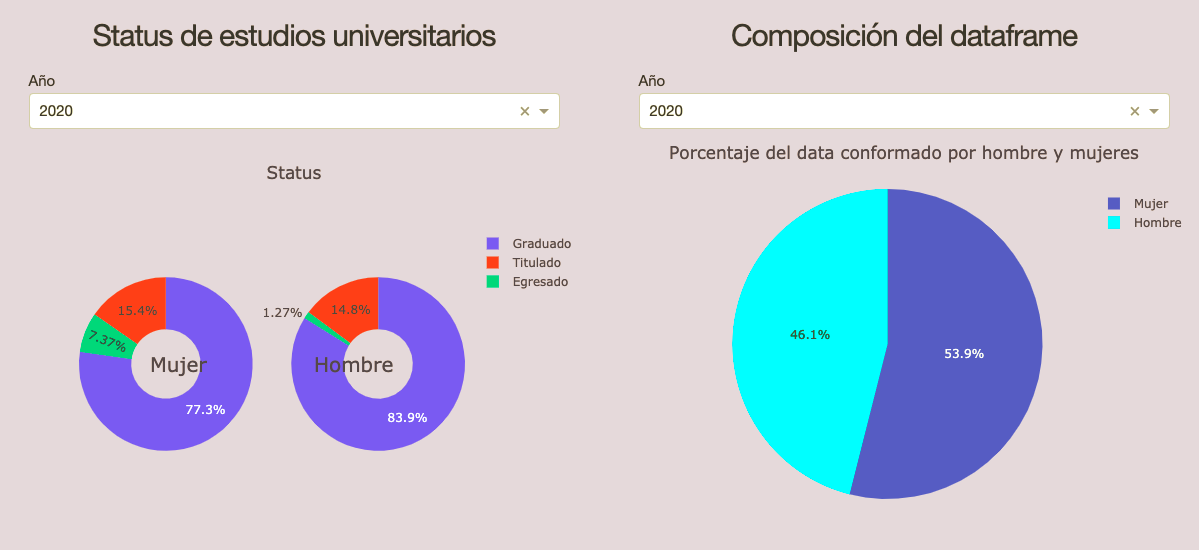 Status de estudios universitarios
Año
2020
Status
Graduado
Titulado
Egresado
15.4%
7.37%
Mujer
77.3%
1.27%
14.8%
Hombre
83.9%
Composición del dataframe
Año
2020
Porcentaje del data conformado por hombre y mujeres
Mujer
Hombre
46.1%
53.9%